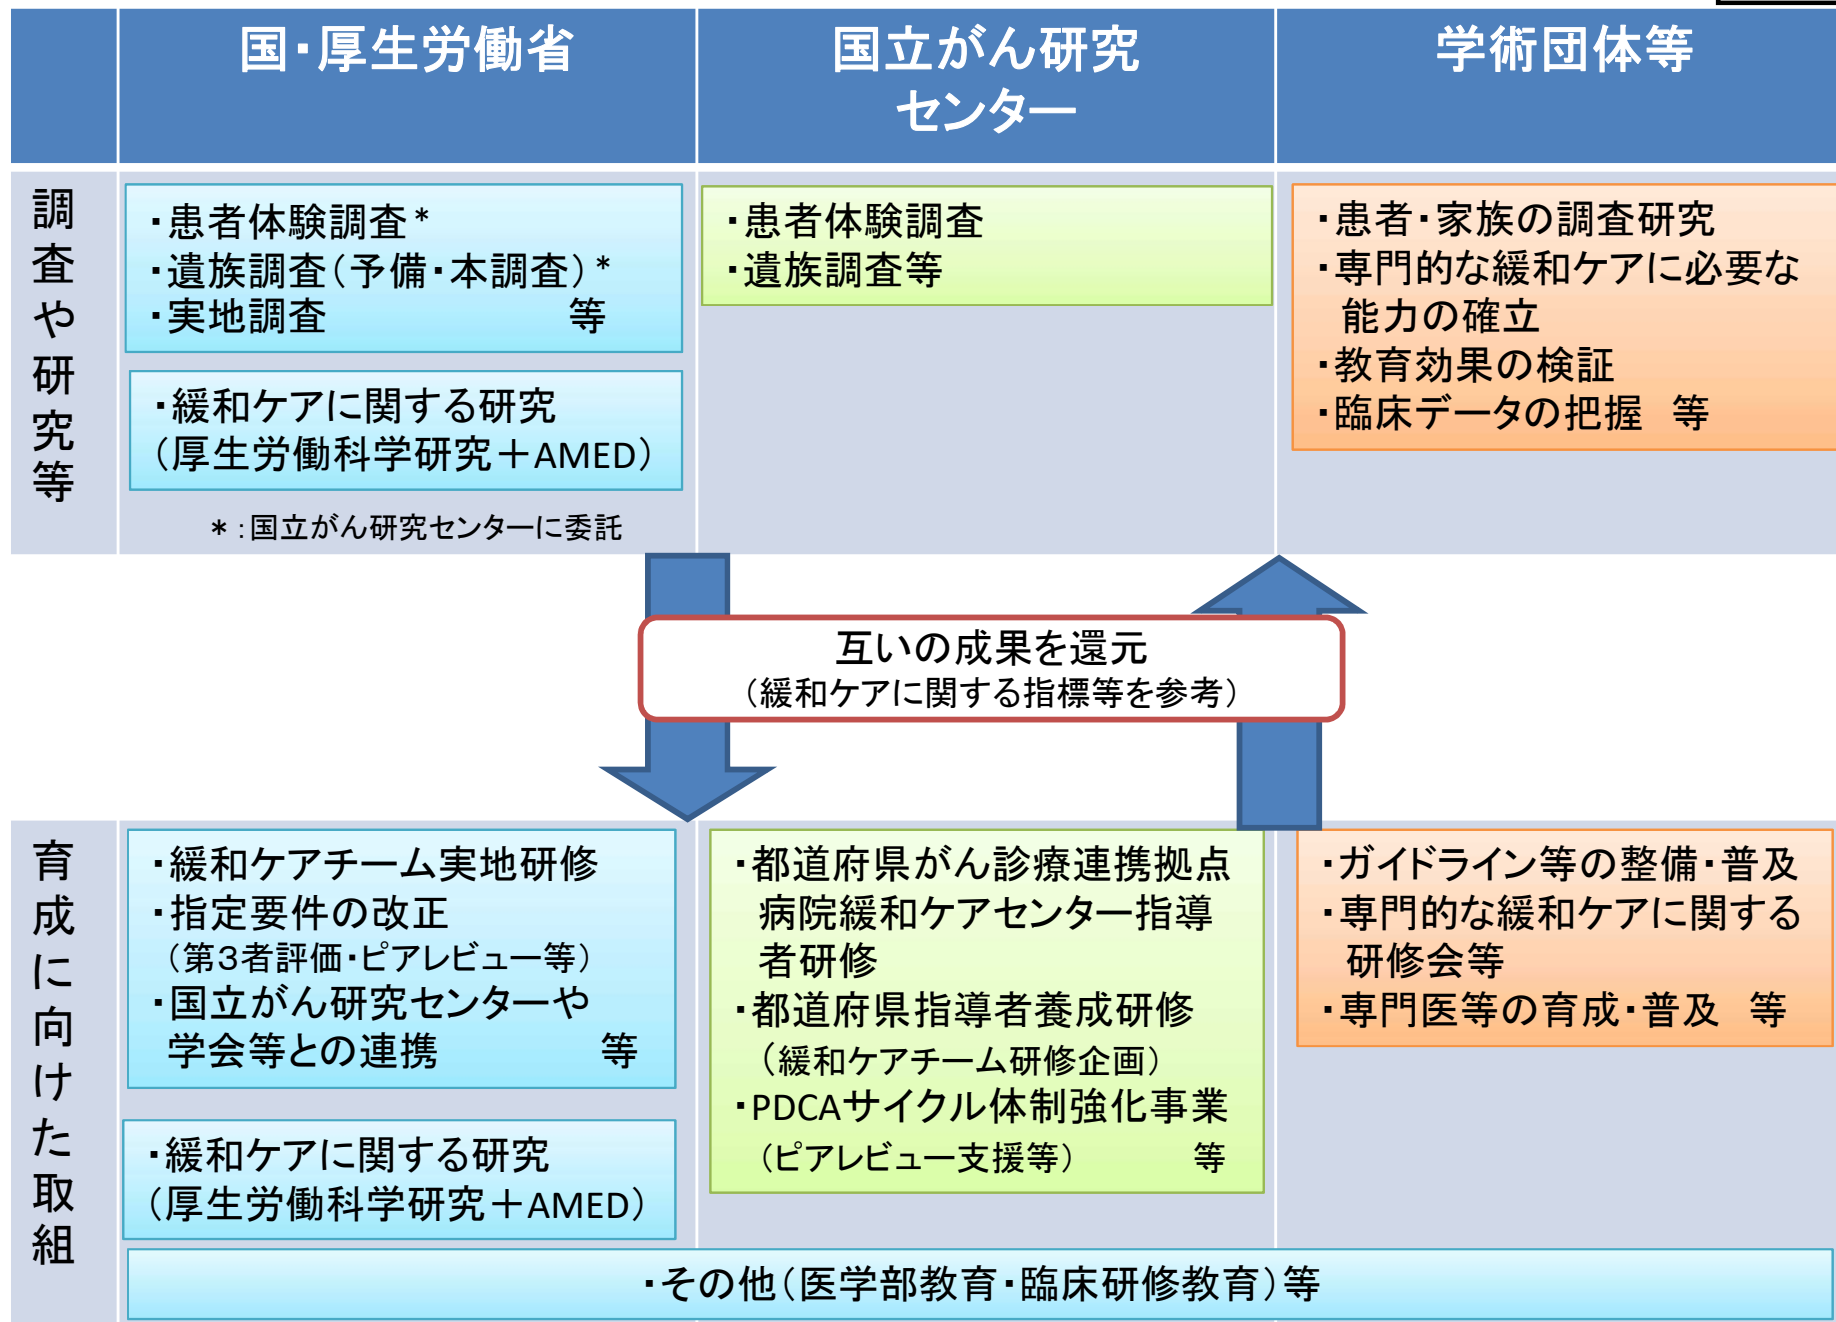 国・厚生労働省
国立がん研究
センター
学術団体等
調査や研究等
・患者体験調査*
・遺族調査（予備・本調査）*
・実地調査　等
・緩和ケアに関する研究
（厚生労働科学研究＋AMED）
*：国立がん研究センターに委託
・患者体験調査
・遺族調査等
・患者・家族の調査研究
・専門的な緩和ケアに必要な
能力の確立
・教育効果の検証
・臨床データの把握　等
互いの成果を還元
（緩和ケアに関する指標等を参考）
育成に向けた取組
・緩和ケアチーム実地研修
・指定要件の改正
（第３者評価・ピアレビュー等）
・国立がん研究センターや
学会等との連携　等
・緩和ケアに関する研究
（厚生労働科学研究＋AMED）
・都道府県がん診療連携拠点
病院緩和ケアセンター指導
者研修
・都道府県指導者養成研修
（緩和ケアチーム研修企画）
・PDCAサイクル体制強化事業
（ピアレビュー支援等）　等
・ガイドライン等の整備・普及
・専門的な緩和ケアに関する
研修会等
・専門医等の育成・普及　等
・その他（医学部教育・臨床研修教育）等